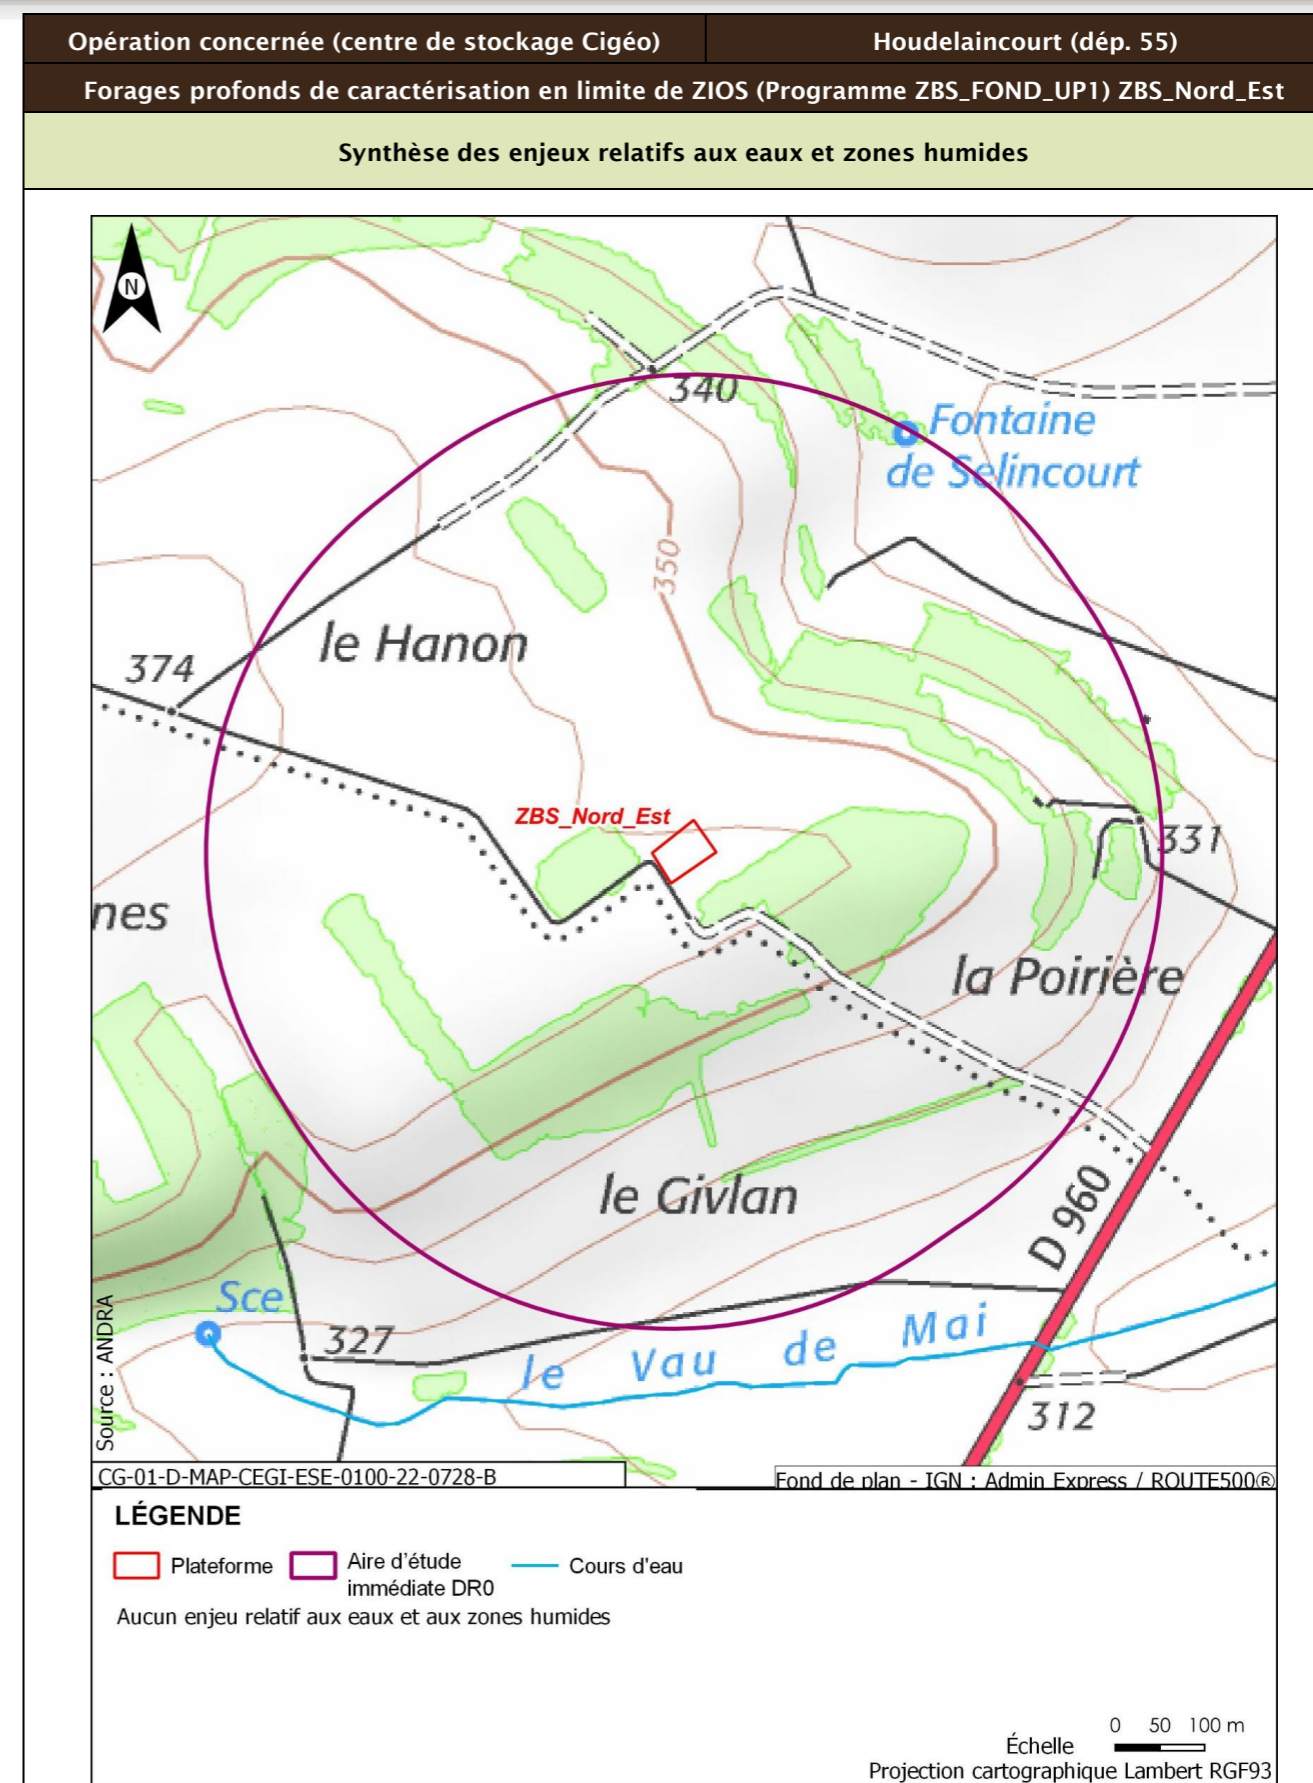 Opération concernée (centre de stockage Cigéo)
Houdelaincourt (dép. 55)
Forages profonds de caractérisation en limite de ZIOS (Programme ZBS_FOND_UP1) ZBS_Nord_Est
Synthèse des enjeux relatifs aux eaux et zones humides
N
340
Fontaine
de Selincourt
350
le Hanon
374
ZBS_Nord_Est
331
nes
la Poirière
le Givlan
D 960
Sce
327
le Vau de Mai
312
Source : ANDRA
CG-01-D-MAP-CEGI-ESE-0100-22-0728-B
Fond de plan - IGN : Admin Express / ROUTE500®
LÉGENDE
Plateforme
Aire d'étude
immédiate DR0
Cours d'eau
Aucun enjeu relatif aux eaux et aux zones humides
0 50 100 m
Échelle
Projection cartographique Lambert RGF93